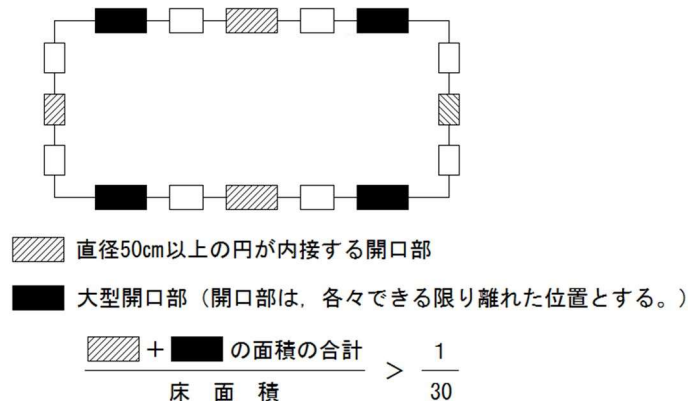 直径50cm以上の円が内接する開口部
大型開口部（開口部は，各々できる限り離れた位置とする。）
＋ の面積の合計
床面積
＞ 1
30